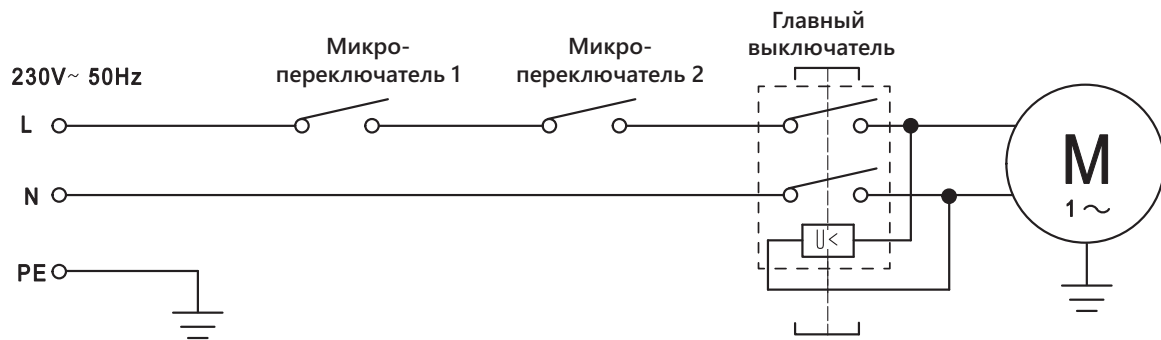 Главный
выключатель
Микро-
переключатель 1
Микро-
переключатель 2
230V~ 50Hz
L
N
PE
U<
M
1~